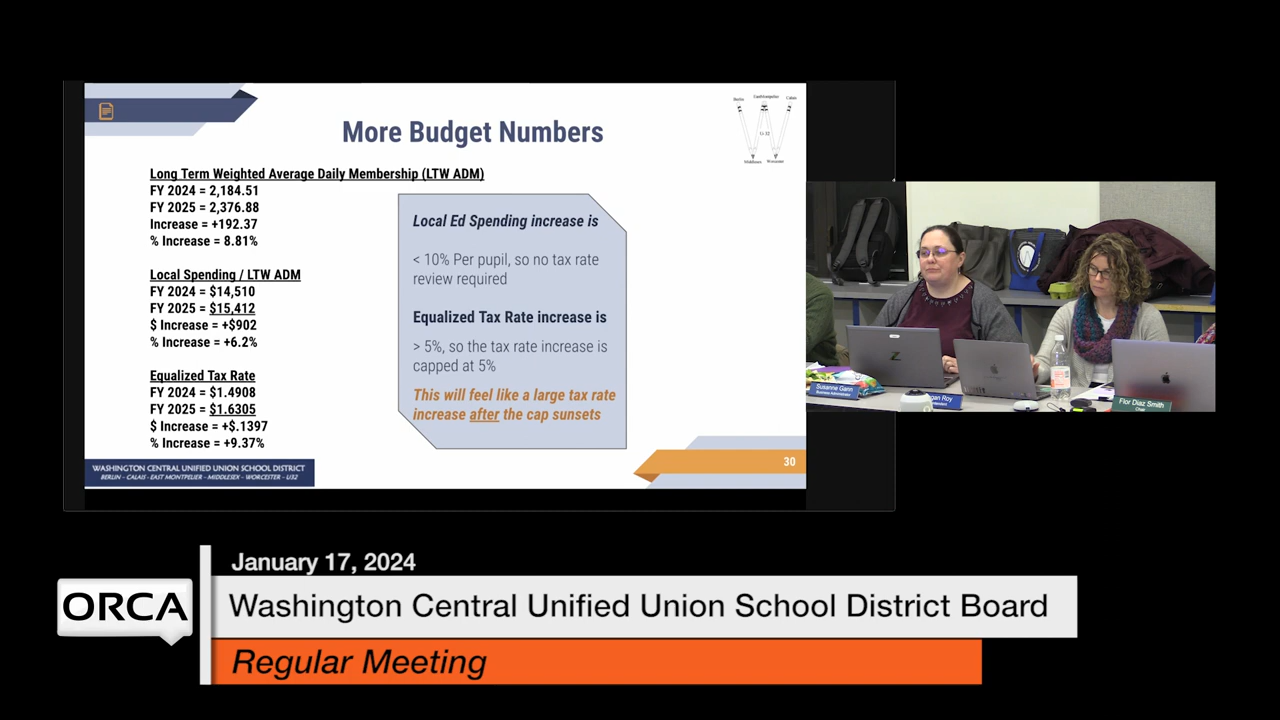 More Budget Numbers
Berlin
EastMontpelier
Calais
U-32
Middlesex
Worcester
Long Term Weighted Average Daily Membership (LTW ADM)
FY 2024 = 2,184.51
FY 2025 = 2,376.88
Increase = +192.37
% Increase = 8.81%
Local Spending / LTW ADM
FY 2024 = $14,510
FY 2025 = $15,412
$ Increase = +$902
% Increase = +6.2%
Equalized Tax Rate
FY 2024 = $1.4908
FY 2025 = $1.6305
$ Increase = +$.1397
% Increase = +9.37%
Local Ed Spending increase is
< 10% Per pupil, so no tax rate
review required
Equalized Tax Rate increase is
> 5%, so the tax rate increase is
capped at 5%
This will feel like a large tax rate
increase after the cap sunsets
30
WASHINGTON CENTRAL UNIFIED UNION SCHOOL DISTRICT
BERLIN - CALAIS - EAST MONTPELIER - MIDDLESEX - WORCESTER - U32
Susanne Gann
Business Administrator
gan Roy
Flor Diaz Smith
Chair
January 17, 2024
ORCA
Washington Central Unified Union School District Board
Regular Meeting